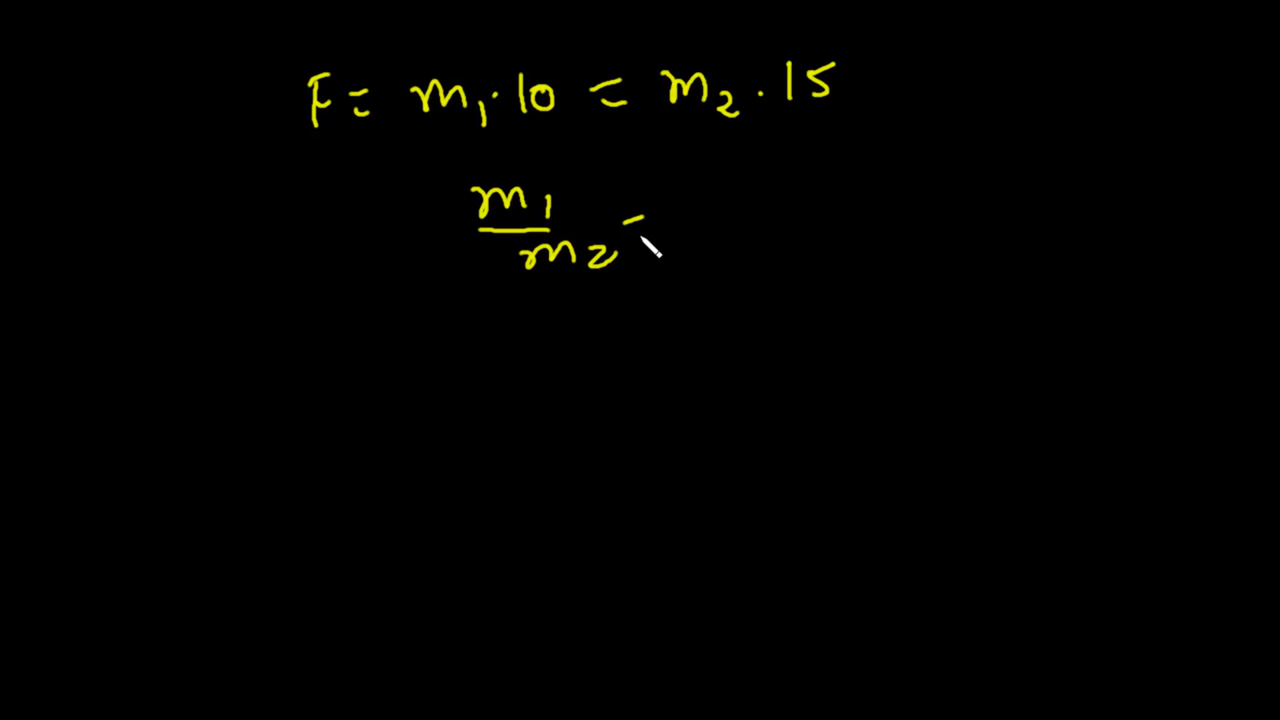 F = m₁ · 10 = m₂ . 15
m1
m2 -